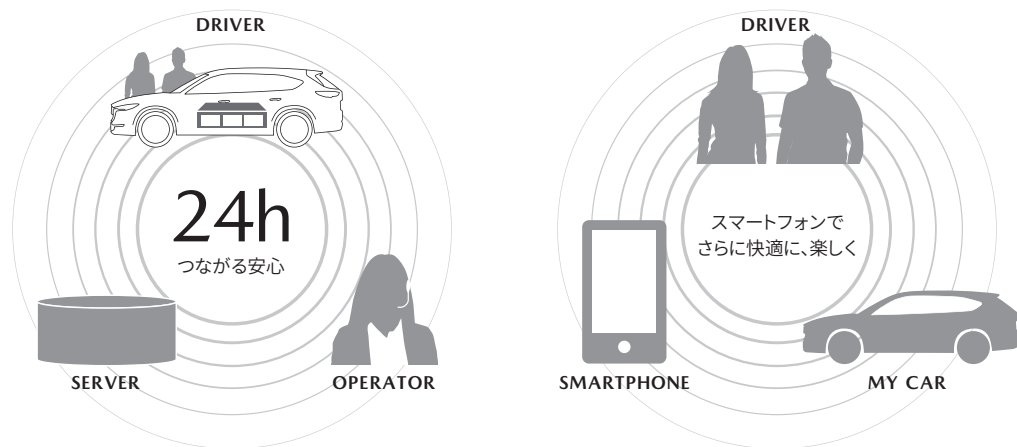 DRIVER
24h
つながる安心
SERVER
OPERATOR
DRIVER
スマートフォンで
さらに快適に、楽しく
SMARTPHONE
MY CAR